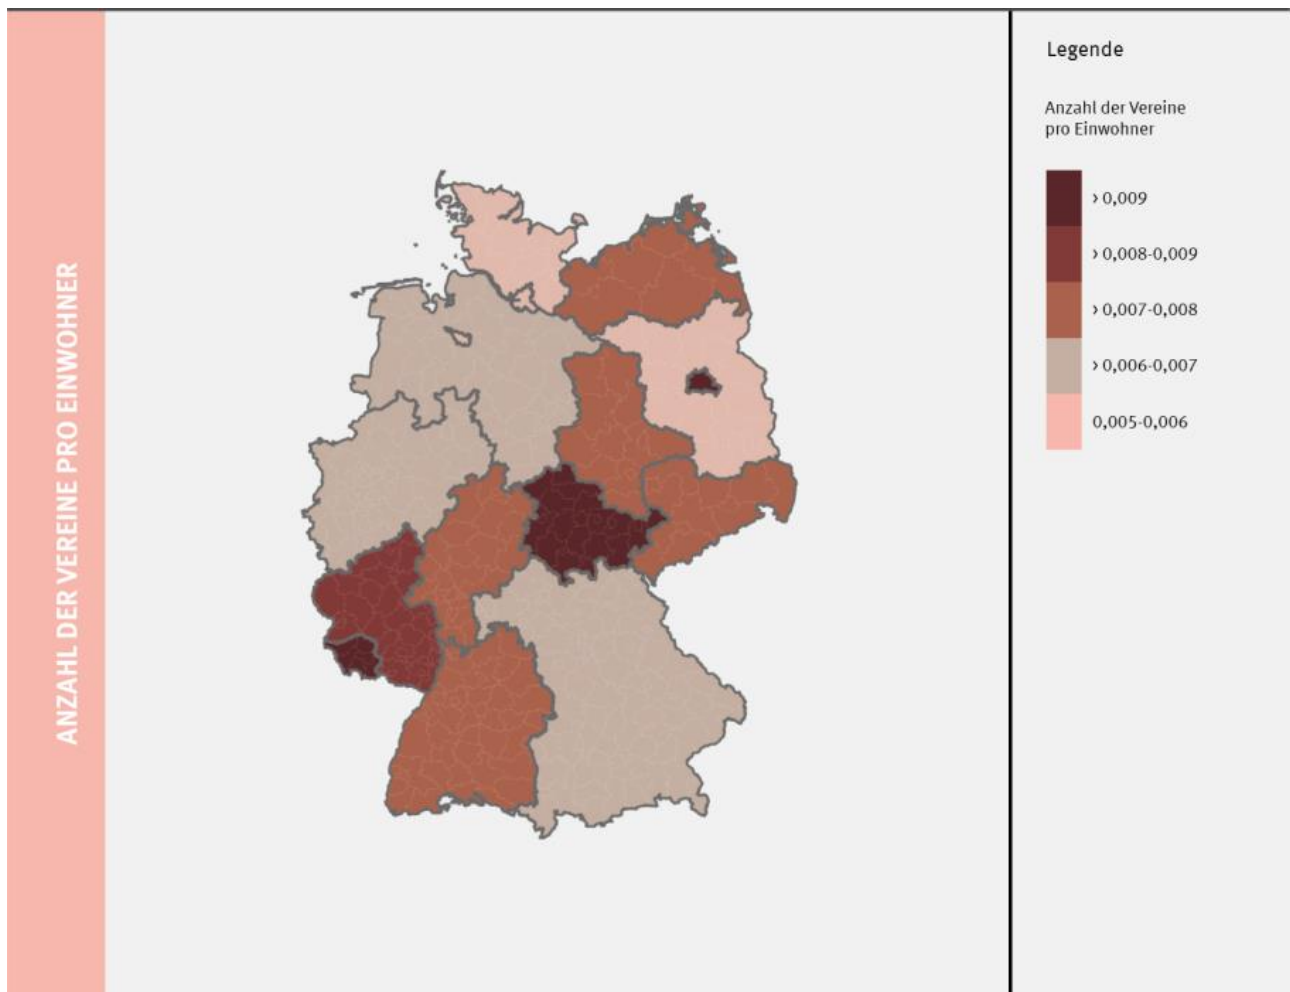 ANZAHL DER VEREINE PRO EINWOHNER
Legende
Anzahl der Vereine
pro Einwohner
> 0,009
> 0,008-0,009
> 0,007-0,008
> 0,006-0,007
0,005-0,006